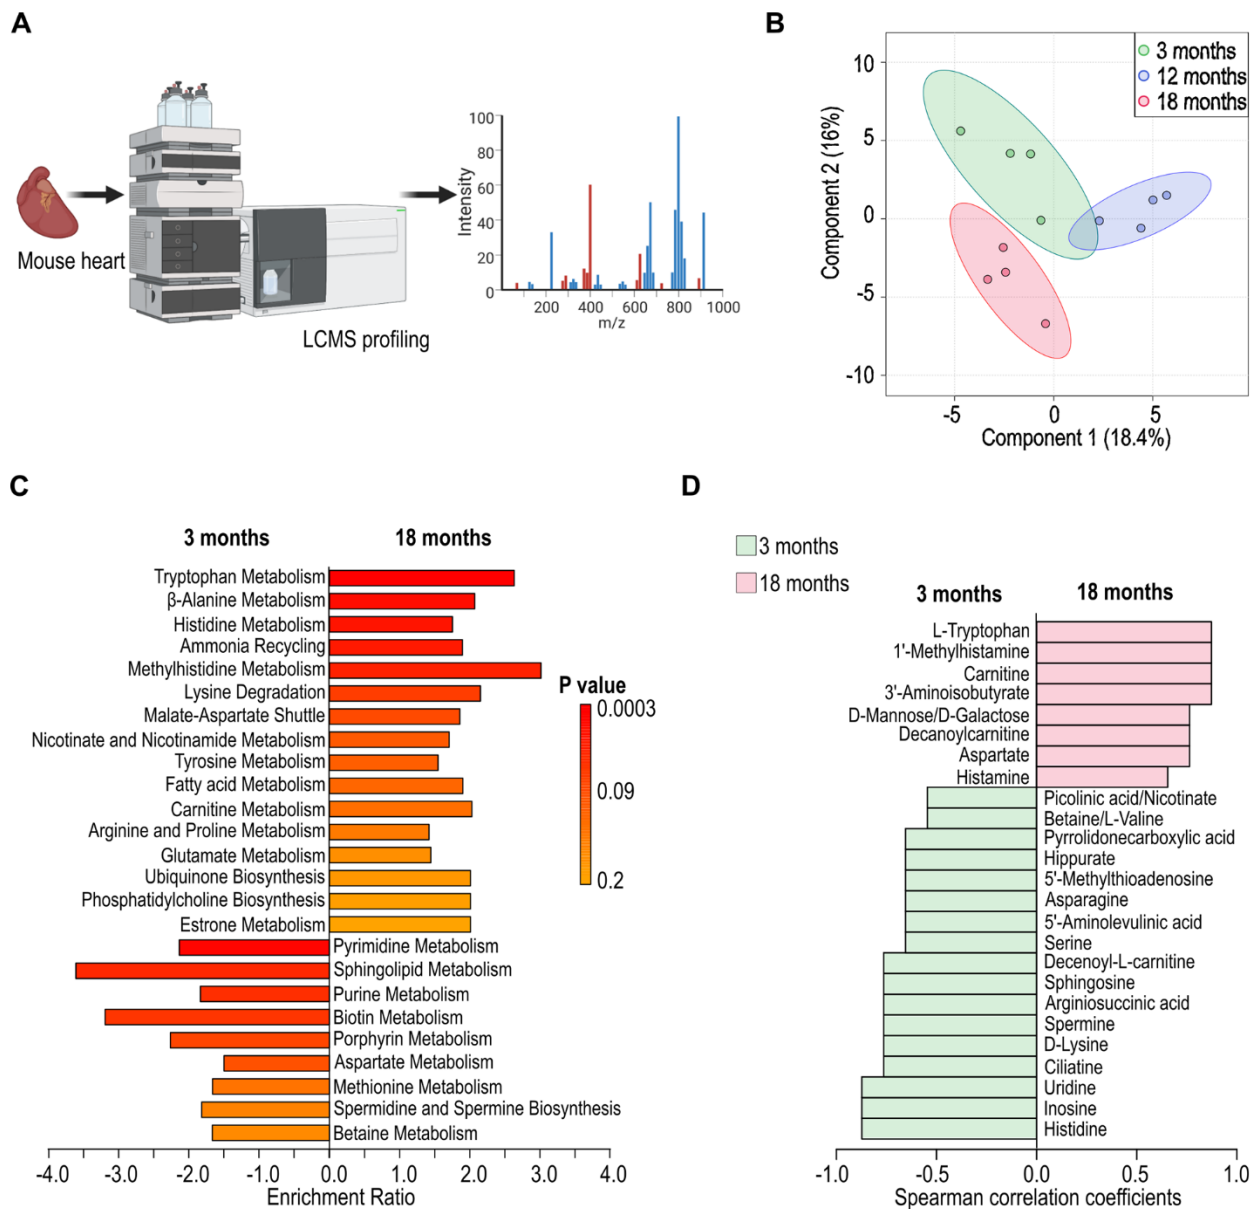 A
Mouse heart
LCMS profiling
Intensity
100
80
60
40
20
0
200 400 600 800 1000
m/z
B
3 months
12 months
18 months
Component 2 (16%)
10
5
0
-5
-10
-5 0 5
Component 1 (18.4%)
C
3 months 18 months
Tryptophan Metabolism
β-Alanine Metabolism
Histidine Metabolism
Ammonia Recycling
Methylhistidine Metabolism
Lysine Degradation
Malate-Aspartate Shuttle
Nicotinate and Nicotinamide Metabolism
Tyrosine Metabolism
Fatty acid Metabolism
Carnitine Metabolism
Arginine and Proline Metabolism
Glutamate Metabolism
Ubiquinone Biosynthesis
Phosphatidylcholine Biosynthesis
Estrone Metabolism
Pyrimidine Metabolism
Sphingolipid Metabolism
Purine Metabolism
Biotin Metabolism
Porphyrin Metabolism
Aspartate Metabolism
Methionine Metabolism
Spermidine and Spermine Biosynthesis
Betaine Metabolism
-4.0 -3.0 -2.0 -1.0 0.0 1.0 2.0 3.0 4.0
Enrichment Ratio
P value
0.0003
0.09
0.2
D
3 months
18 months
3 months 18 months
L-Tryptophan
1'-Methylhistamine
Carnitine
3'-Aminoisobutyrate
D-Mannose/D-Galactose
Decanoylcarnitine
Aspartate
Histamine
Picolinic acid/Nicotinate
Betaine/L-Valine
Pyrrolidonecarboxylic acid
Hippurate
5'-Methylthioadenosine
Asparagine
5'-Aminolevulinic acid
Serine
Decenoyl-L-carnitine
Sphingosine
Arginiosuccinic acid
Spermine
D-Lysine
Ciliatine
Uridine
Inosine
Histidine
-1.0 -0.5 0.0 0.5 1.0
Spearman correlation coefficients